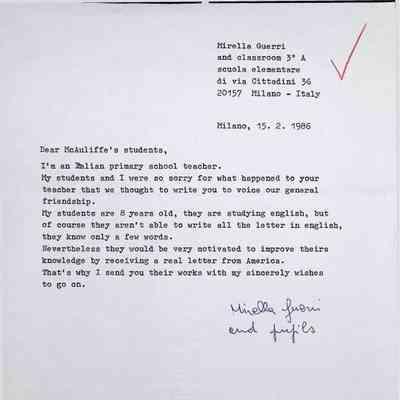 Mirella Guerri
and classroom 3° A
scuola elementare
di via Cittadini 36
20157 Milano - Italy
Milano, 15. 2. 1986
Dear McAuliffe's students,
I'm an Italian primary school teacher.
My students and I were so sorry for what happened to your
teacher that we thought to write you to voice our general
friendship.
My students are 8 years old, they are studying english, but
of course they aren't able to write all the letter in english,
they know only a few words.
Nevertheless they would be very motivated to improve theirs
knowledge by receiving a real letter from America.
That's why I send you their works with my sincerely wishes
to go on.
Mirella Guerri
and pupils